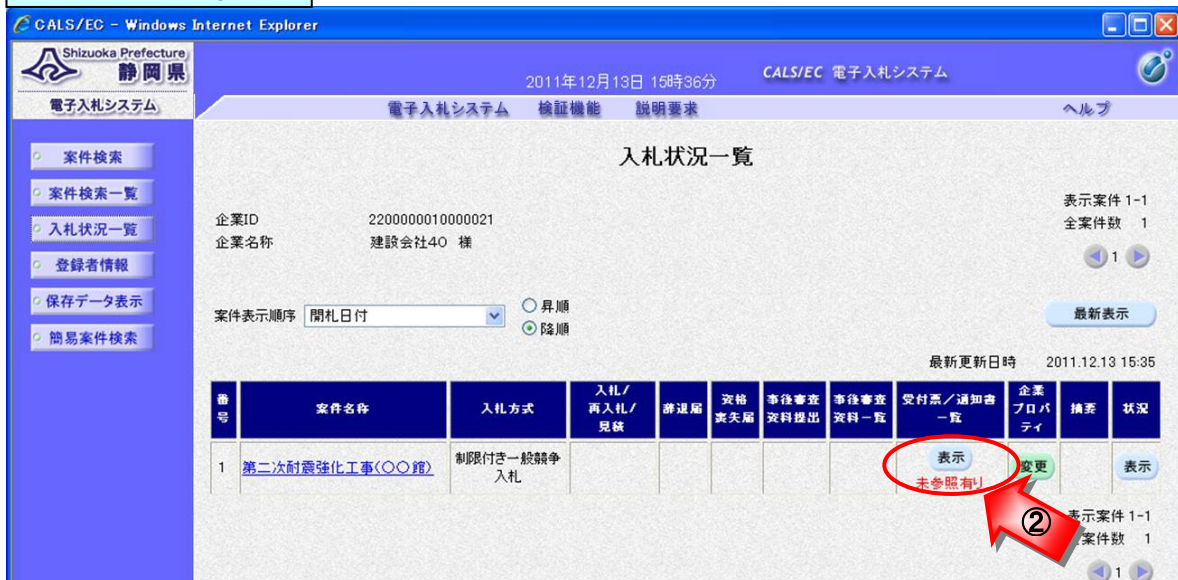 CALS/EC - Windows Internet Explorer
Shizuoka Prefecture
静岡県
2011年12月13日 15時36分
CALS/EC 電子入札システム
電子入札システム
電子入札システム 検証機能 説明要求
ヘルプ
案件検索
案件検索一覧
入札状況一覧
登録者情報
保存データ表示
簡易案件検索
入札状況一覧
表示案件 1-1
全案件数 1
1
企業ID 2200000010000021
企業名称 建設会社40 様
案件表示順序 開札日付
昇順
降順
最新表示
最新更新日時 2011.12.13 15:35
番号 案件名称 入札方式 入札/再入札/見積 辞退届 資格喪失届 事後審査資料提出 事後審査資料一覧 受付票/通知書一覧 企業プロパティ 摘要 状況
1 第二次耐震強化工事(〇〇館) 制限付き一般競争入札 表示 未参照有り 変更 表示
②
表示案件 1-1
案件数 1
1